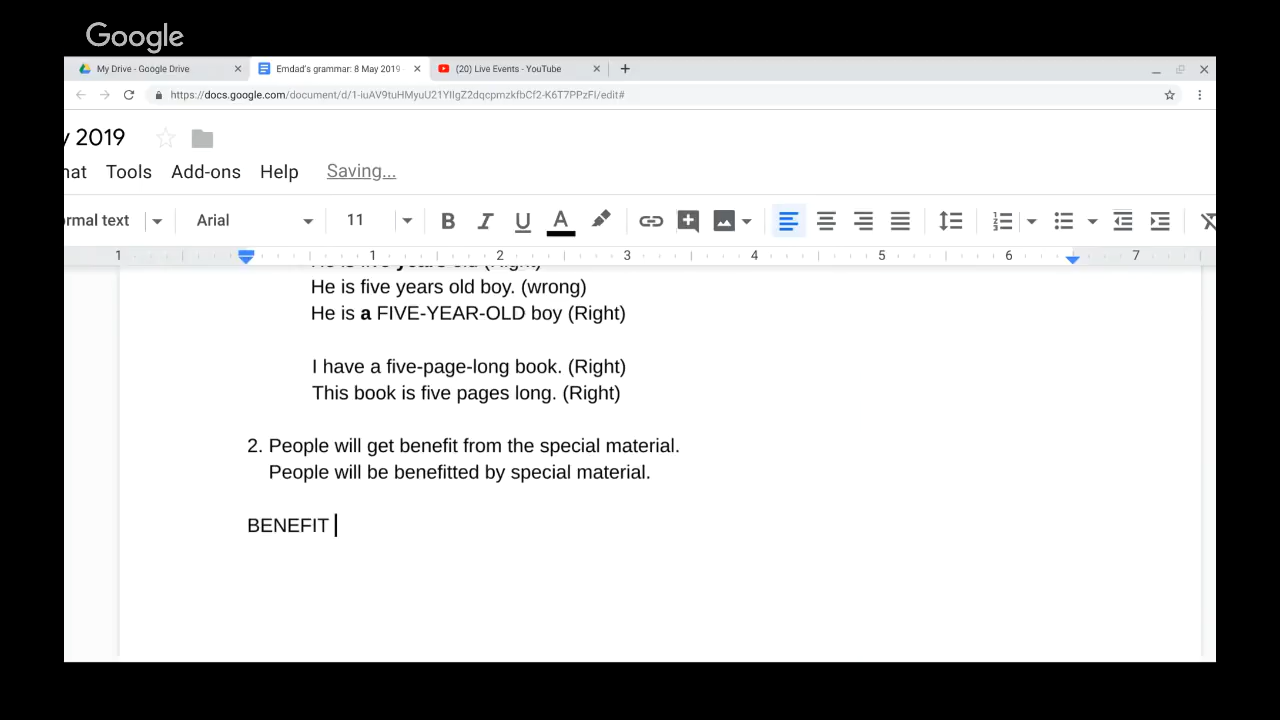 Google
My Drive - Google Drive
Emdad's grammar: 8 May 2019
(20) Live Events - YouTube
https://docs.google.com/document/d/1-iuAV9tuHMyuU21YIIgZ2dqcpmzkfbCf2-K6T7PPzFI/edit#
y 2019
nat Tools Add-ons Help Saving...
ormal text Arial 11
1 1 2 3 4 5 6 7
He is five years old (Right)
He is five years old boy. (wrong)
He is a FIVE-YEAR-OLD boy (Right)
I have a five-page-long book. (Right)
This book is five pages long. (Right)
2. People will get benefit from the special material.
People will be benefitted by special material.
BENEFIT